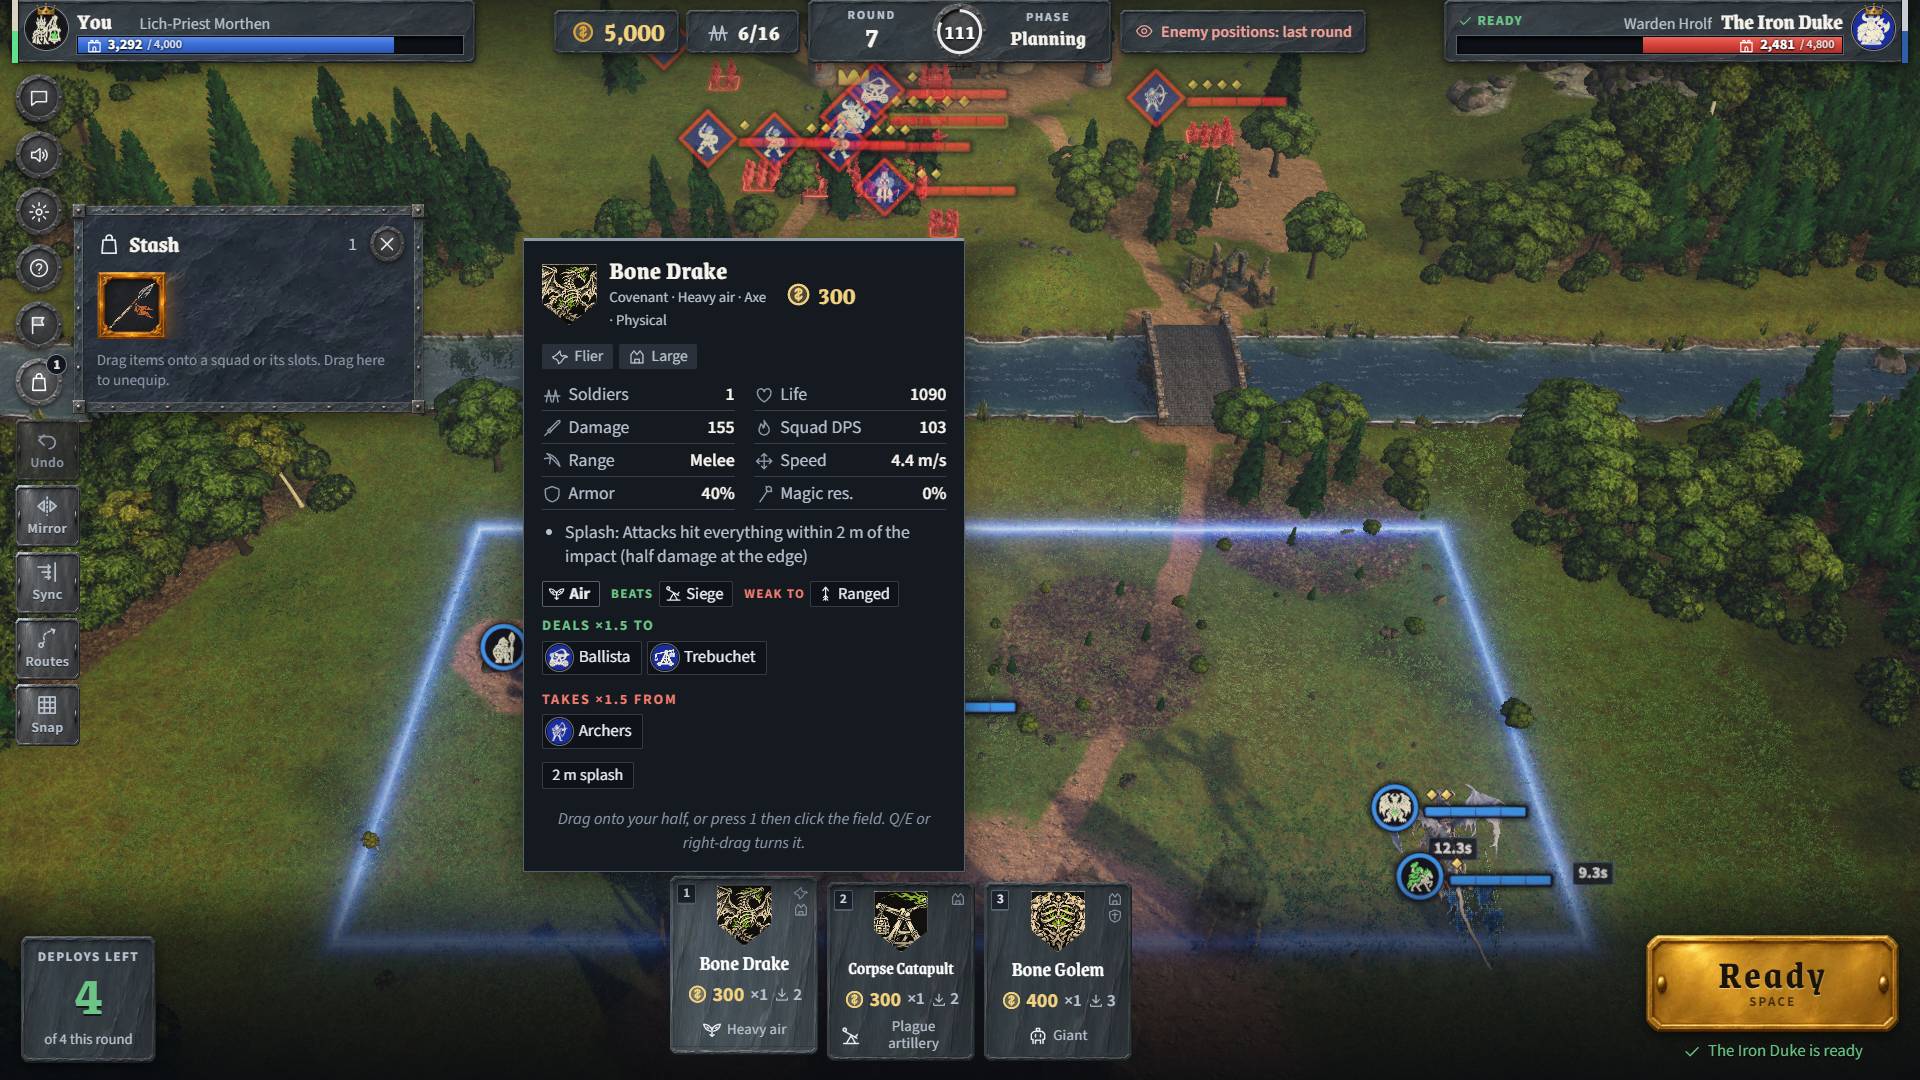 You
Lich-Priest Morthen
3,292 / 4,000
5,000
6/16
ROUND
7
111
PHASE
Planning
Enemy positions: last round
READY
Warden Hrolf The Iron Duke
2,481 / 4,800
Stash
1
Drag items onto a squad or its slots. Drag here
to unequip.
1
Undo
Mirror
Sync
Routes
Snap
Bone Drake
Covenant · Heavy air · Axe
· Physical
300
Flier
Large
Soldiers 1
Life 1090
Damage 155
Squad DPS 103
Range Melee
Speed 4.4 m/s
Armor 40%
Magic res. 0%
• Splash: Attacks hit everything within 2 m of the
impact (half damage at the edge)
Air BEATS Siege WEAK TO Ranged
DEALS ×1.5 TO
Ballista
Trebuchet
TAKES ×1.5 FROM
Archers
2 m splash
Drag onto your half, or press 1 then click the field. Q/E or
right-drag turns it.
12.3s
9.3s
DEPLOYS LEFT
4
of 4 this round
1
Bone Drake
300 ×1 2
Heavy air
2
Corpse Catapult
300 ×1 2
Plague
artillery
3
Bone Golem
400 ×1 3
Giant
Ready
SPACE
The Iron Duke is ready